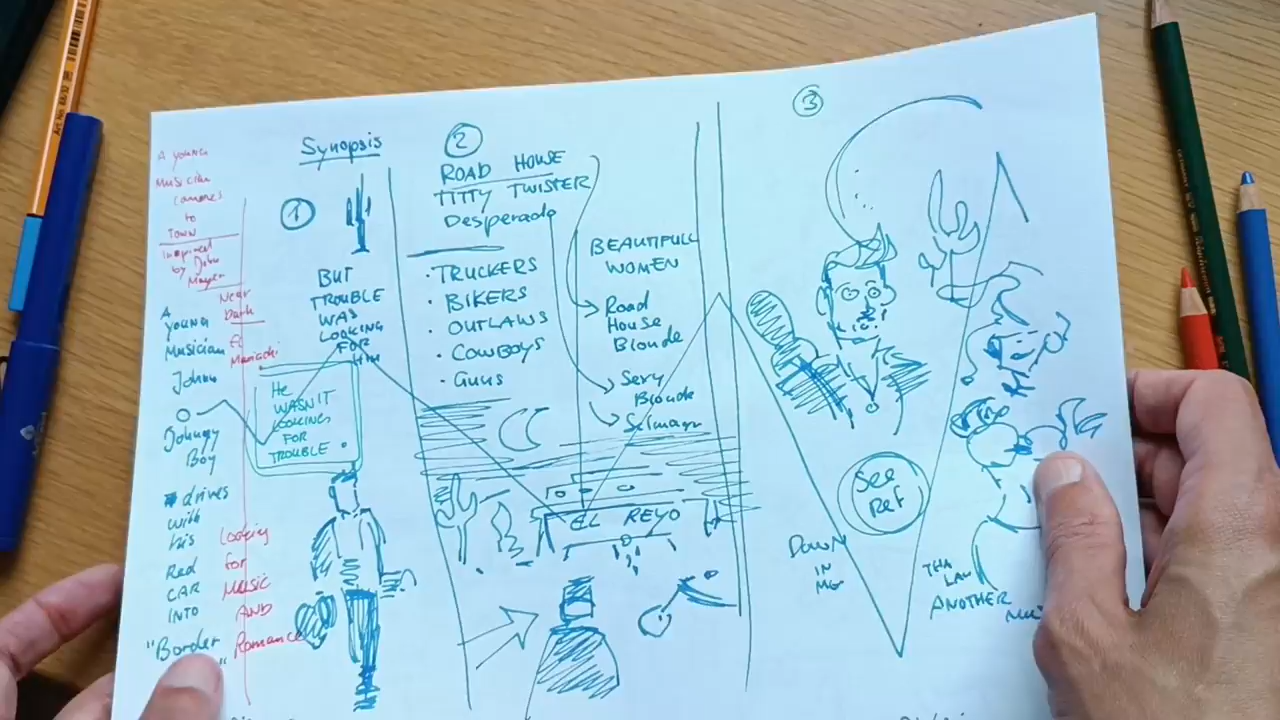 A young
Musician
comes
to
TOWN
Inspired
by John
Mayer
Near
Dark
El
Mariachi
A
young
Musician
John
Johnny
Boy
drives
with
his
Red
CAR
INTO
"Border
"
Looking
for
MUSIC
AND
Romance
Synopsis
1
BUT
TROUBLE
WAS
LOOKING
FOR
HIM
HE
WASN'T
LOOKING
FOR
TROUBLE.
2
ROAD HOUSE
TITTY TWISTER
Desperado
· TRUCKERS
· BIKERS
· OUTLAWS
· COWBOYS
· Guns
BEAUTIFULL
WOMEN
Road
House
Blonde
Sexy
Blonde
Selmayr
EL REYO
3
See
Ref
DOWN
IN
ANOTHER